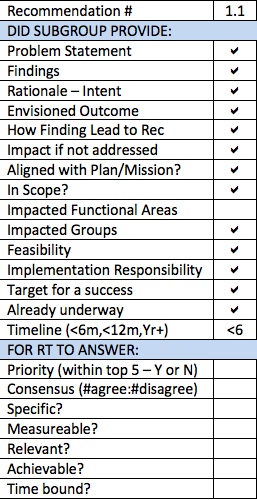 Recommendation # 1.1
DID SUBGROUP PROVIDE:
Problem Statement ✓
Findings ✓
Rationale – Intent ✓
Envisioned Outcome ✓
How Finding Lead to Rec ✓
Impact if not addressed ✓
Aligned with Plan/Mission? ✓
In Scope? ✓
Impacted Functional Areas
Impacted Groups ✓
Feasibility ✓
Implementation Responsibility ✓
Target for a success ✓
Already underway ✓
Timeline (<6m,<12m,Yr+) <6
FOR RT TO ANSWER:
Priority (within top 5 – Y or N)
Consensus (#agree:#disagree)
Specific?
Measureable?
Relevant?
Achievable?
Time bound?